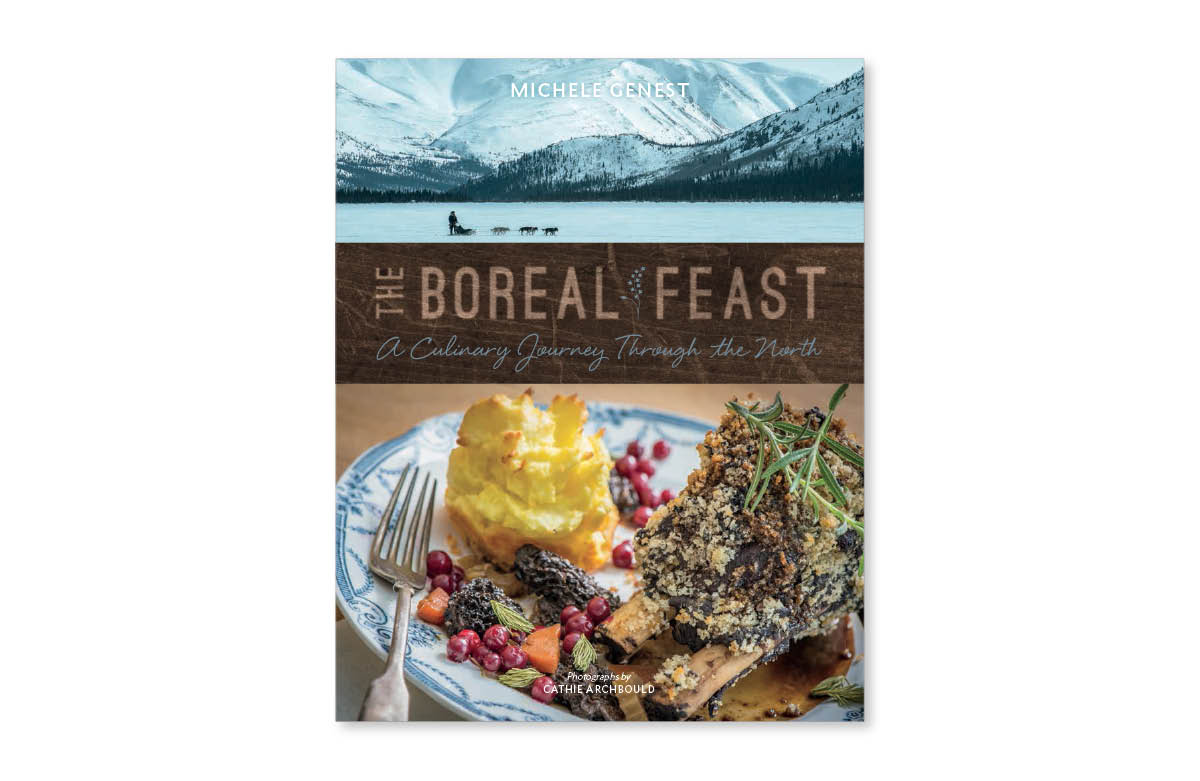 MICHELE GENEST
THE BOREAL FEAST
A Culinary Journey Through the North
Photographs by
CATHIE ARCHBOULD